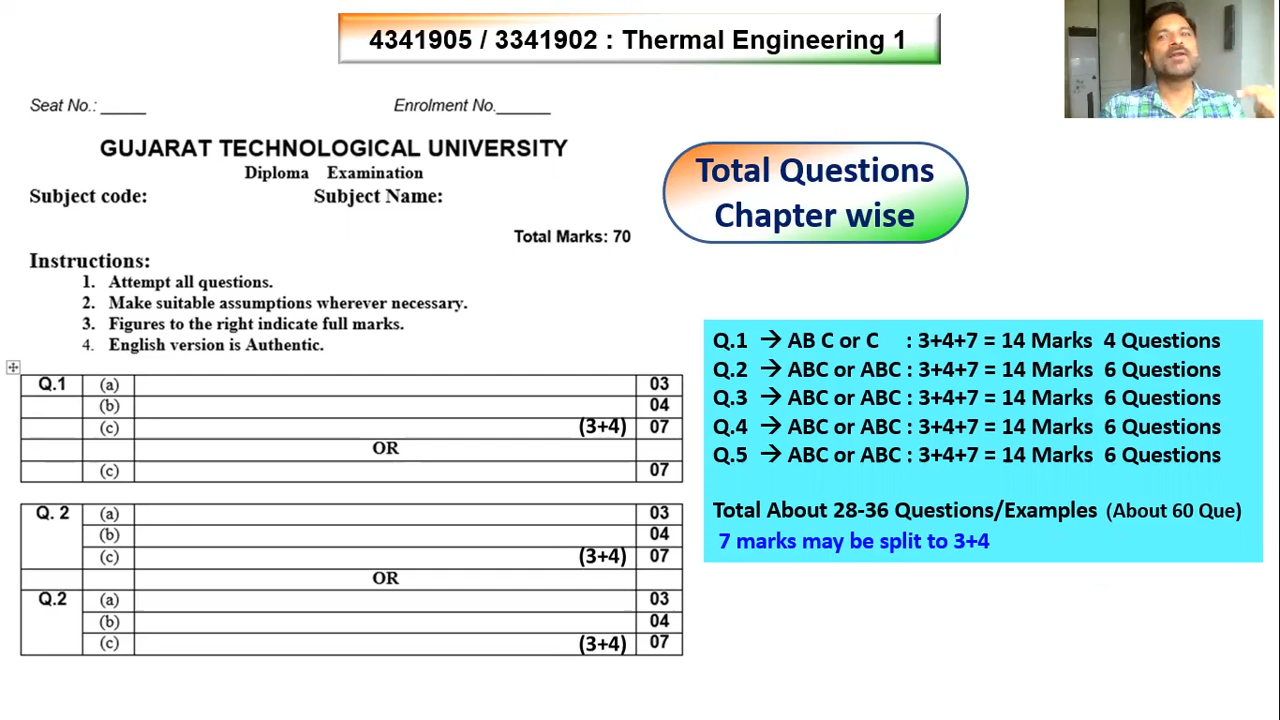 4341905 / 3341902 : Thermal Engineering 1
Seat No.: _____ Enrolment No.______
GUJARAT TECHNOLOGICAL UNIVERSITY
Diploma Examination
Subject code: Subject Name:
Total Marks: 70
Instructions:
1. Attempt all questions.
2. Make suitable assumptions wherever necessary.
3. Figures to the right indicate full marks.
4. English version is Authentic.
Q.1 (a) 03
(b) 04
(c) (3+4) 07
OR
(c) 07
Q. 2 (a) 03
(b) 04
(c) (3+4) 07
OR
Q.2 (a) 03
(b) 04
(c) (3+4) 07
Total Questions
Chapter wise
Q.1 → AB C or C : 3+4+7 = 14 Marks 4 Questions
Q.2 → ABC or ABC : 3+4+7 = 14 Marks 6 Questions
Q.3 → ABC or ABC : 3+4+7 = 14 Marks 6 Questions
Q.4 → ABC or ABC : 3+4+7 = 14 Marks 6 Questions
Q.5 → ABC or ABC : 3+4+7 = 14 Marks 6 Questions
Total About 28-36 Questions/Examples (About 60 Que)
7 marks may be split to 3+4